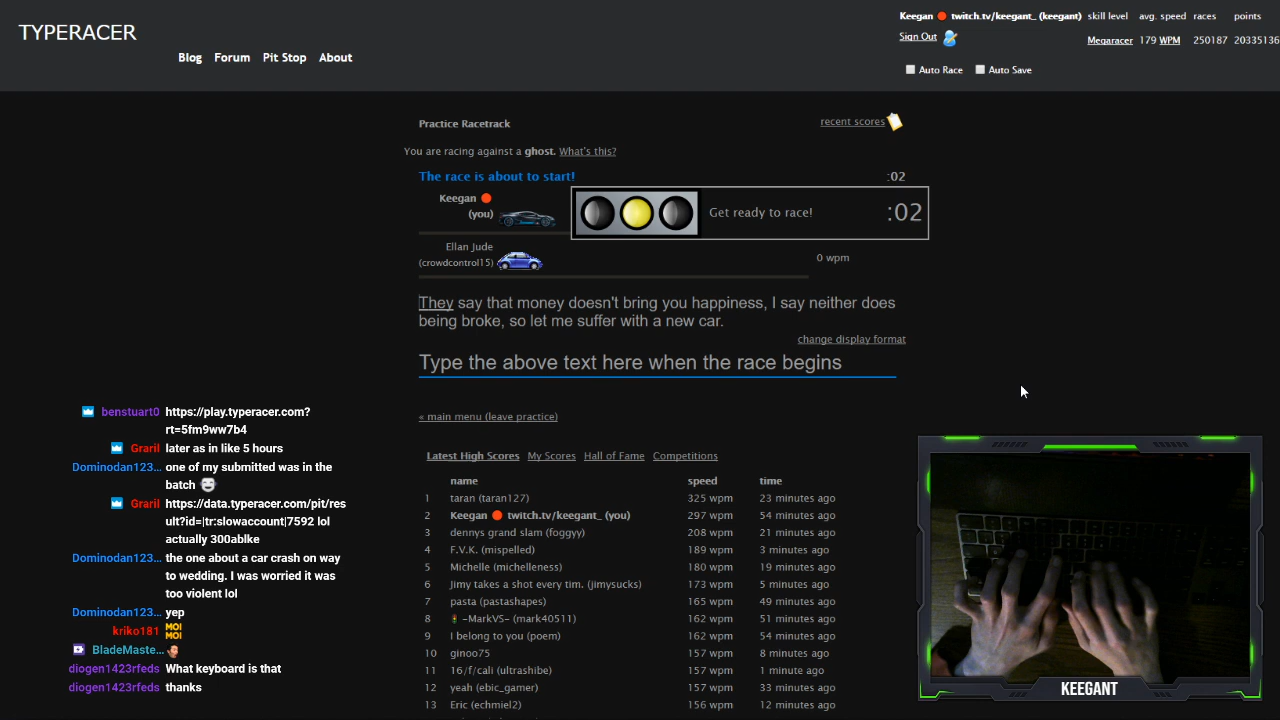 TYPERACER
Blog Forum Pit Stop About
Keegan twitch.tv/keegant_ (keegant) skill level avg. speed races points
Sign Out Megaracer 179 WPM 250187 20335136
Auto Race Auto Save
Practice Racetrack recent scores
You are racing against a ghost. What's this?
The race is about to start! :02
Keegan
(you)
Get ready to race! :02
Ellan Jude
(crowdcontrol15)
0 wpm
They say that money doesn't bring you happiness, I say neither does
being broke, so let me suffer with a new car.
change display format
Type the above text here when the race begins
« main menu (leave practice)
Latest High Scores My Scores Hall of Fame Competitions
name speed time
1 taran (taran127) 325 wpm 23 minutes ago
2 Keegan twitch.tv/keegant_ (you) 297 wpm 54 minutes ago
3 dennys grand slam (foggyy) 208 wpm 21 minutes ago
4 F.V.K. (mispelled) 189 wpm 3 minutes ago
5 Michelle (michelleness) 180 wpm 19 minutes ago
6 Jimy takes a shot every tim. (jimysucks) 173 wpm 5 minutes ago
7 pasta (pastashapes) 165 wpm 49 minutes ago
8 -MarkVS- (mark40511) 162 wpm 51 minutes ago
9 I belong to you (poem) 162 wpm 54 minutes ago
10 ginoo75 157 wpm 8 minutes ago
11 16/f/cali (ultrashibe) 157 wpm 1 minute ago
12 yeah (ebic_gamer) 157 wpm 33 minutes ago
13 Eric (echmiel2) 156 wpm 12 minutes ago
benstuart0 https://play.typeracer.com?
rt=5fm9ww7b4
Graril later as in like 5 hours
Dominodan123... one of my submitted was in the
batch
Graril https://data.typeracer.com/pit/res
ult?id=|tr:slowaccount|7592 lol
actually 300ablke
Dominodan123... the one about a car crash on way
to wedding. I was worried it was
too violent lol
Dominodan123... yep
kriko181 MOI
MOI
BladeMaste...
diogen1423rfeds What keyboard is that
diogen1423rfeds thanks
KEEGANT